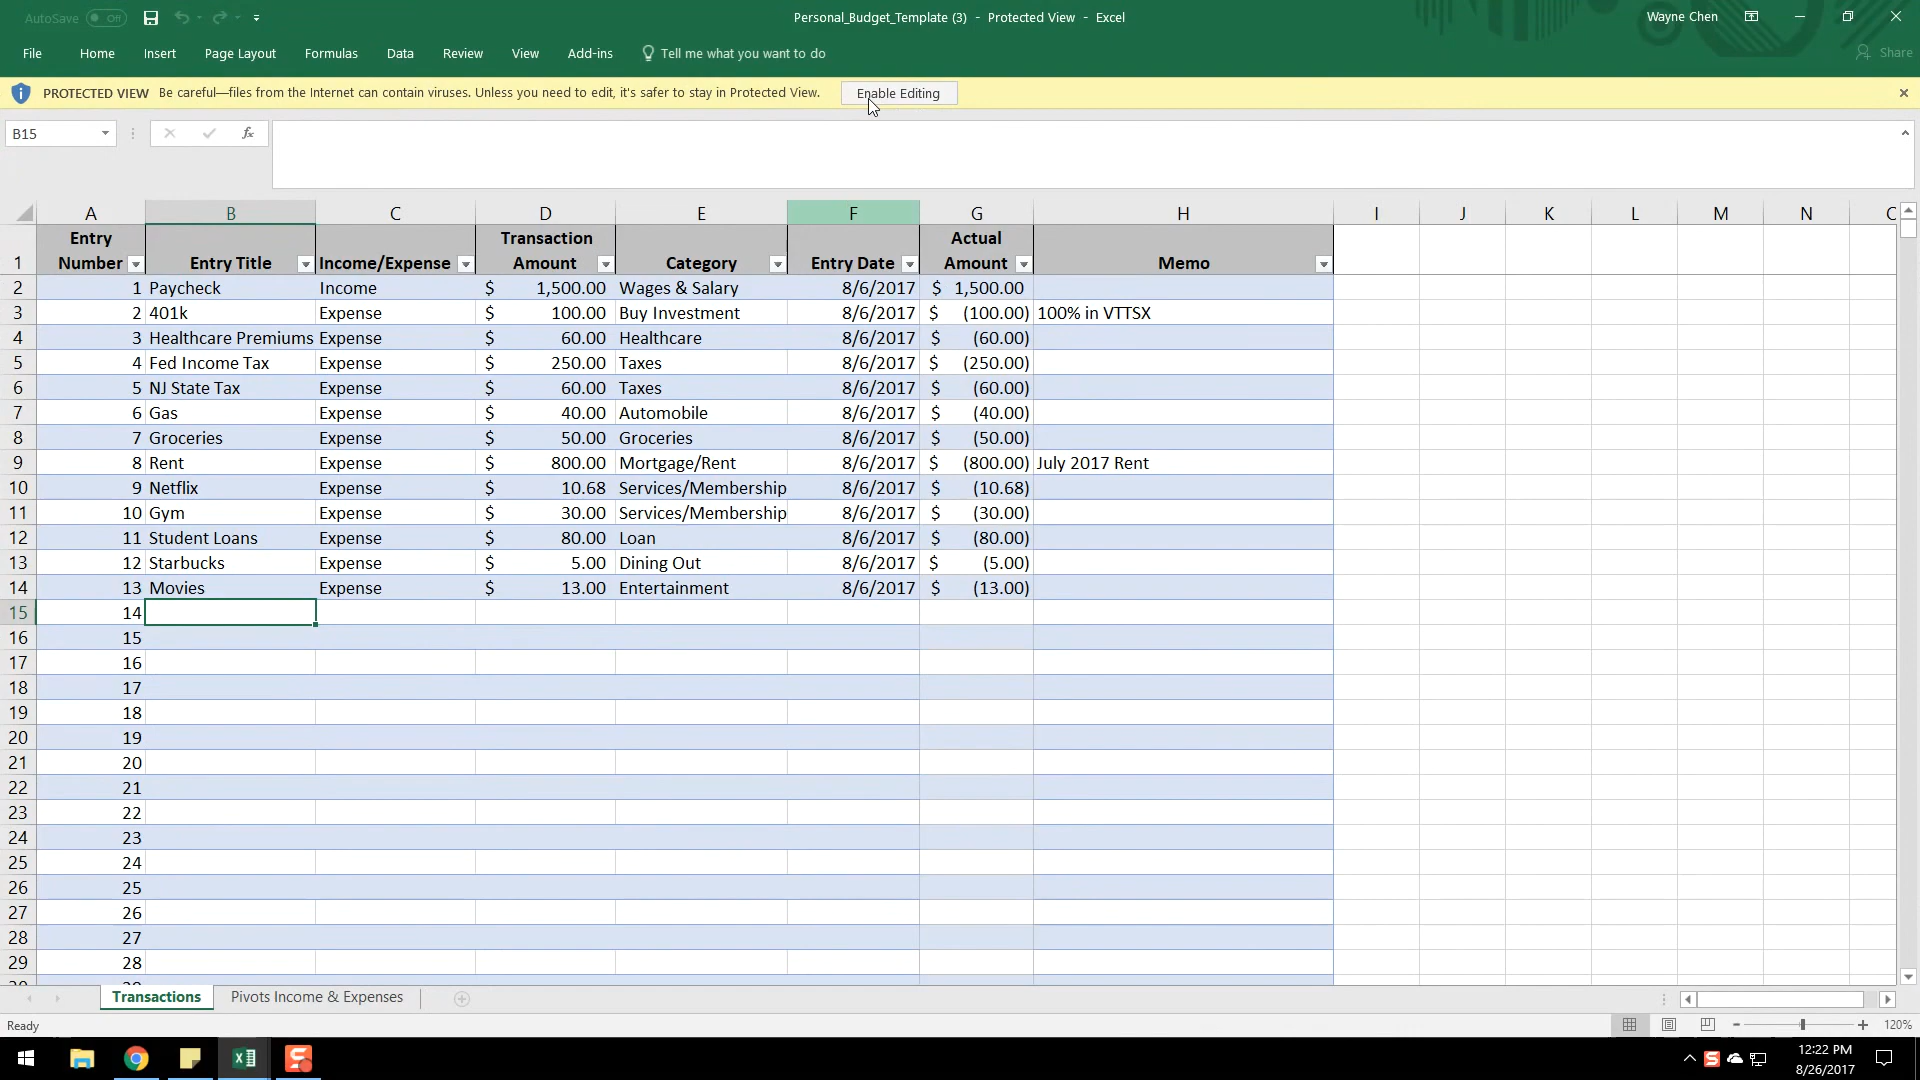 AutoSave Off
Personal_Budget_Template (3) - Protected View - Excel
Wayne Chen
File Home Insert Page Layout Formulas Data Review View Add-ins Tell me what you want to do Share
PROTECTED VIEW Be careful—files from the Internet can contain viruses. Unless you need to edit, it's safer to stay in Protected View. Enable Editing
B15 fx
A B C D E F G H I J K L M N
Entry Transaction Actual
1 Number Entry Title Income/Expense Amount Category Entry Date Amount Memo
2 1 Paycheck Income $ 1,500.00 Wages & Salary 8/6/2017 $ 1,500.00
3 2 401k Expense $ 100.00 Buy Investment 8/6/2017 $ (100.00) 100% in VTTSX
4 3 Healthcare Premiums Expense $ 60.00 Healthcare 8/6/2017 $ (60.00)
5 4 Fed Income Tax Expense $ 250.00 Taxes 8/6/2017 $ (250.00)
6 5 NJ State Tax Expense $ 60.00 Taxes 8/6/2017 $ (60.00)
7 6 Gas Expense $ 40.00 Automobile 8/6/2017 $ (40.00)
8 7 Groceries Expense $ 50.00 Groceries 8/6/2017 $ (50.00)
9 8 Rent Expense $ 800.00 Mortgage/Rent 8/6/2017 $ (800.00) July 2017 Rent
10 9 Netflix Expense $ 10.68 Services/Membership 8/6/2017 $ (10.68)
11 10 Gym Expense $ 30.00 Services/Membership 8/6/2017 $ (30.00)
12 11 Student Loans Expense $ 80.00 Loan 8/6/2017 $ (80.00)
13 12 Starbucks Expense $ 5.00 Dining Out 8/6/2017 $ (5.00)
14 13 Movies Expense $ 13.00 Entertainment 8/6/2017 $ (13.00)
15 14
16 15
17 16
18 17
19 18
20 19
21 20
22 21
23 22
24 23
25 24
26 25
27 26
28 27
29 28
Transactions Pivots Income & Expenses
Ready 120%
12:22 PM
8/26/2017